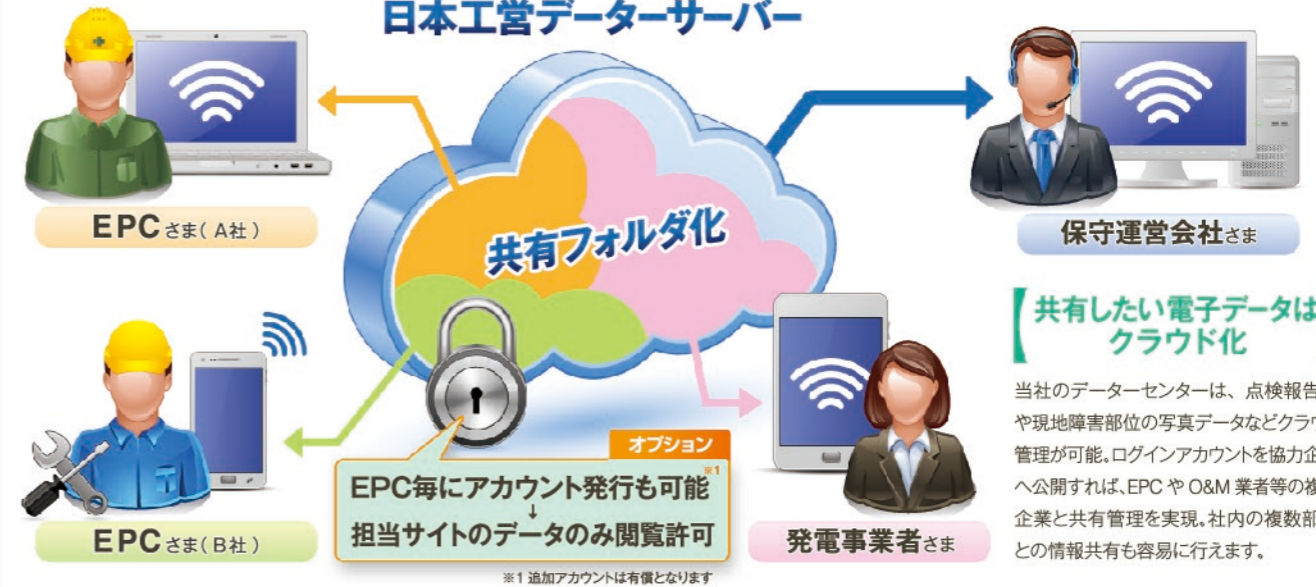 日本工営データーサーバー
EPCさま(A社)
共有フォルダ化
保守運営会社さま
共有したい電子データは
クラウド化
当社のデーターセンターは、点検報告
や現地障害部位の写真データなどクラウ
管理が可能。ログインアカウントを協力企
へ公開すれば、EPC や O&M 業者等の複
企業と共有管理を実現。社内の複数部
との情報共有も容易に行えます。
オプション
EPC毎にアカウント発行も可能※1
↓
担当サイトのデータのみ閲覧許可
EPCさま(B社)
発電事業者さま
※1 追加アカウントは有償となります